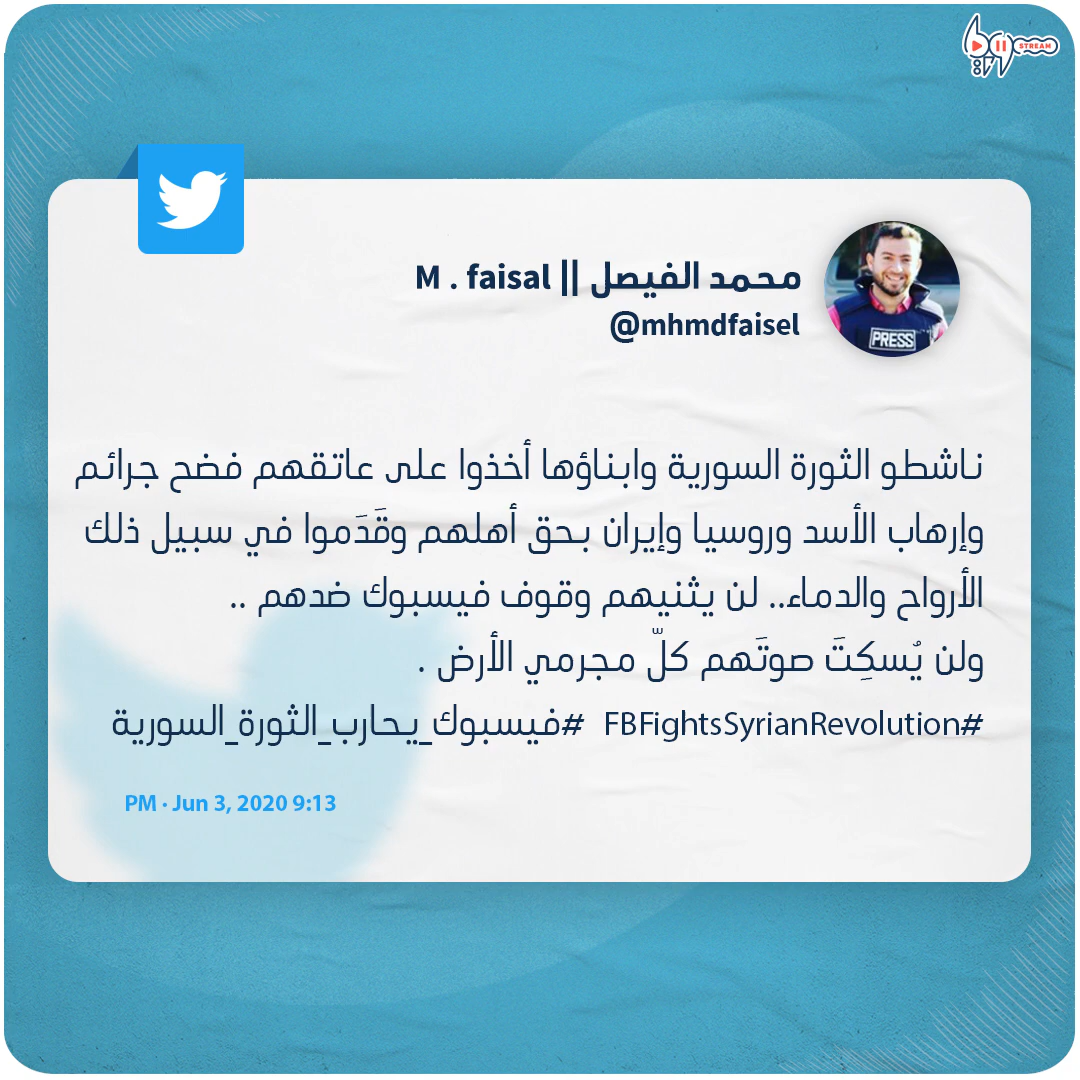 STREAM
محمد الفيصل || M . faisal
@mhmdfaisel
PRESS
ناشطو الثورة السورية وابناؤها أخذوا على عاتقهم فضح جرائم
وإرهاب الأسد وروسيا وإيران بحق أهلهم وقَدَموا في سبيل ذلك
الأرواح والدماء.. لن يثنيهم وقوف فيسبوك ضدهم ..
ولن يُسكِتَ صوتَهم كلّ مجرمي الأرض .
#FBFightsSyrianRevolution #فيسبوك_يحارب_الثورة_السورية
PM · Jun 3, 2020 9:13